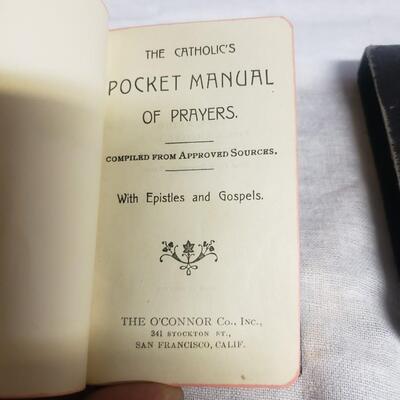 THE CATHOLIC'S
POCKET MANUAL
OF PRAYERS.
COMPILED FROM APPROVED SOURCES.
With Epistles and Gospels.
THE O'CONNOR CO., INC.,
341 STOCKTON ST.,
SAN FRANCISCO, CALIF.